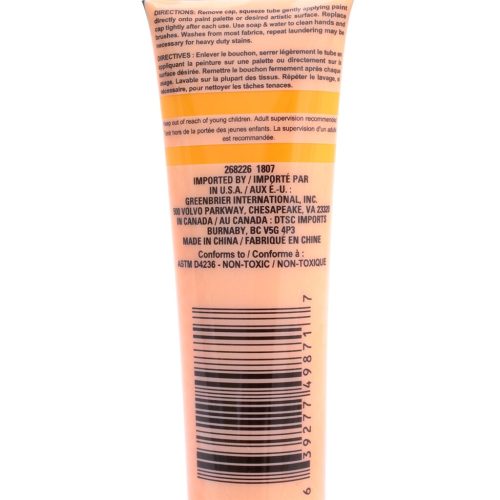 DIRECTIONS: Remove cap, squeeze tube gently applying paint
directly onto paint palette or desired artistic surface. Replace
cap tightly after each use. Use soap & water to clean hands and
brushes. Washes from most fabrics, repeat laundering may be
necessary for heavy duty stains.
DIRECTIVES : Enlever le bouchon, serrer légèrement le tube en
appliquant la peinture sur une palette ou directement sur la
surface désirée. Remettre le bouchon fermement après chaque
usage. Lavable sur la plupart des tissus. Répéter le lavage, si
nécessaire, pour nettoyer les tâches tenaces.
Keep out of reach of young children. Adult supervision recommended.
Tenir hors de la portée des jeunes enfants. La supervision d'un adult
est recommandée.
268226 1807
IMPORTED BY / IMPORTÉ PAR
IN U.S.A. / AUX É.-U. :
GREENBRIER INTERNATIONAL, INC.
500 VOLVO PARKWAY, CHESAPEAKE, VA 23320
IN CANADA / AU CANADA : DTSC IMPORTS
BURNABY, BC V5G 4P3
MADE IN CHINA / FABRIQUÉ EN CHINE
Conforms to / Conforme à :
ASTM D4236 - NON-TOXIC / NON-TOXIQUE
6 39277 49871 7